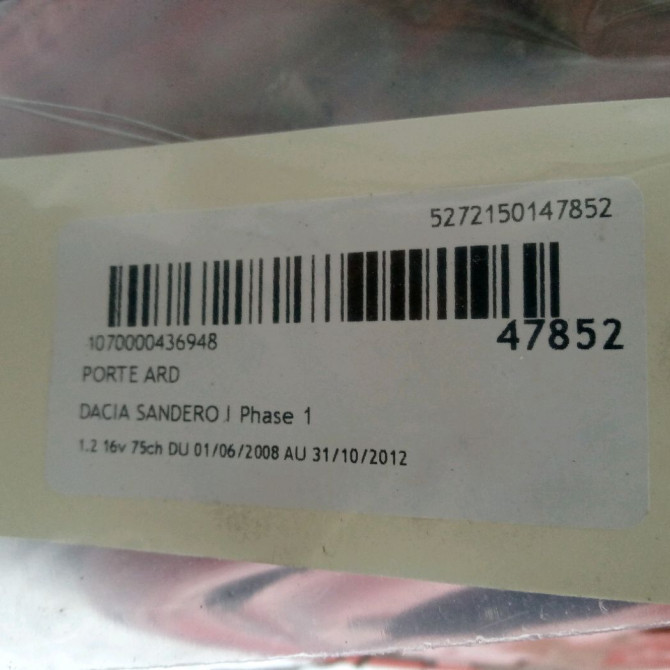 5272150147852
1070000436948
47852
PORTE ARD
DACIA SANDERO I Phase 1
1.2 16v 75ch DU 01/06/2008 AU 31/10/2012